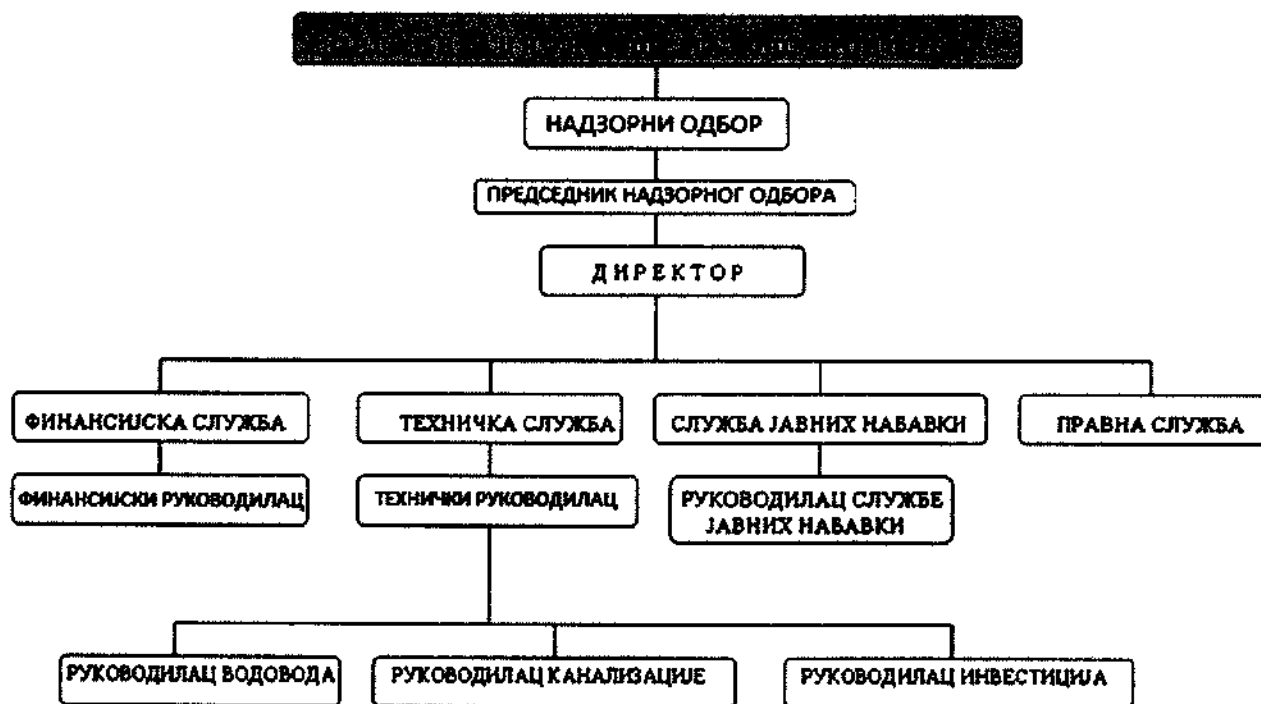 НАДЗОРНИ ОДБОР
ПРЕДСЕДНИК НАДЗОРНОГ ОДБОРА
ДИРЕКТОР
ФИНАНСИЈСКА СЛУЖБА
ТЕХНИЧКА СЛУЖБА
СЛУЖБА ЈАВНИХ НАБАВКИ
ПРАВНА СЛУЖБА
ФИНАНСИЈСКИ РУКОВОДИЛАЦ
ТЕХНИЧКИ РУКОВОДИЛАЦ
РУКОВОДИЛАЦ СЛУЖБЕ
ЈАВНИХ НАБАВКИ
РУКОВОДИЛАЦ ВОДОВОДА
РУКОВОДИЛАЦ КАНАЛИЗАЦИЈЕ
РУКОВОДИЛАЦ ИНВЕСТИЦИЈА